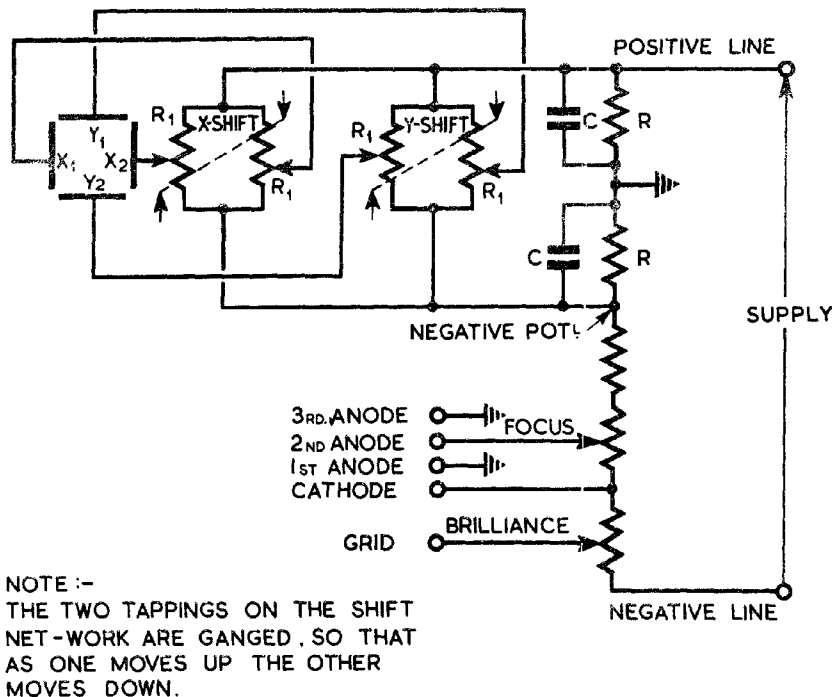 POSITIVE LINE
R1
X-SHIFT
R1
Y-SHIFT
C
R
Y1
X1
X2
Y2
R1
R1
C
R
SUPPLY
NEGATIVE POTL
3RD. ANODE
FOCUS
2ND ANODE
1ST ANODE
CATHODE
BRILLIANCE
GRID
NEGATIVE LINE
NOTE :-
THE TWO TAPPINGS ON THE SHIFT
NET-WORK ARE GANGED, SO THAT
AS ONE MOVES UP THE OTHER
MOVES DOWN.